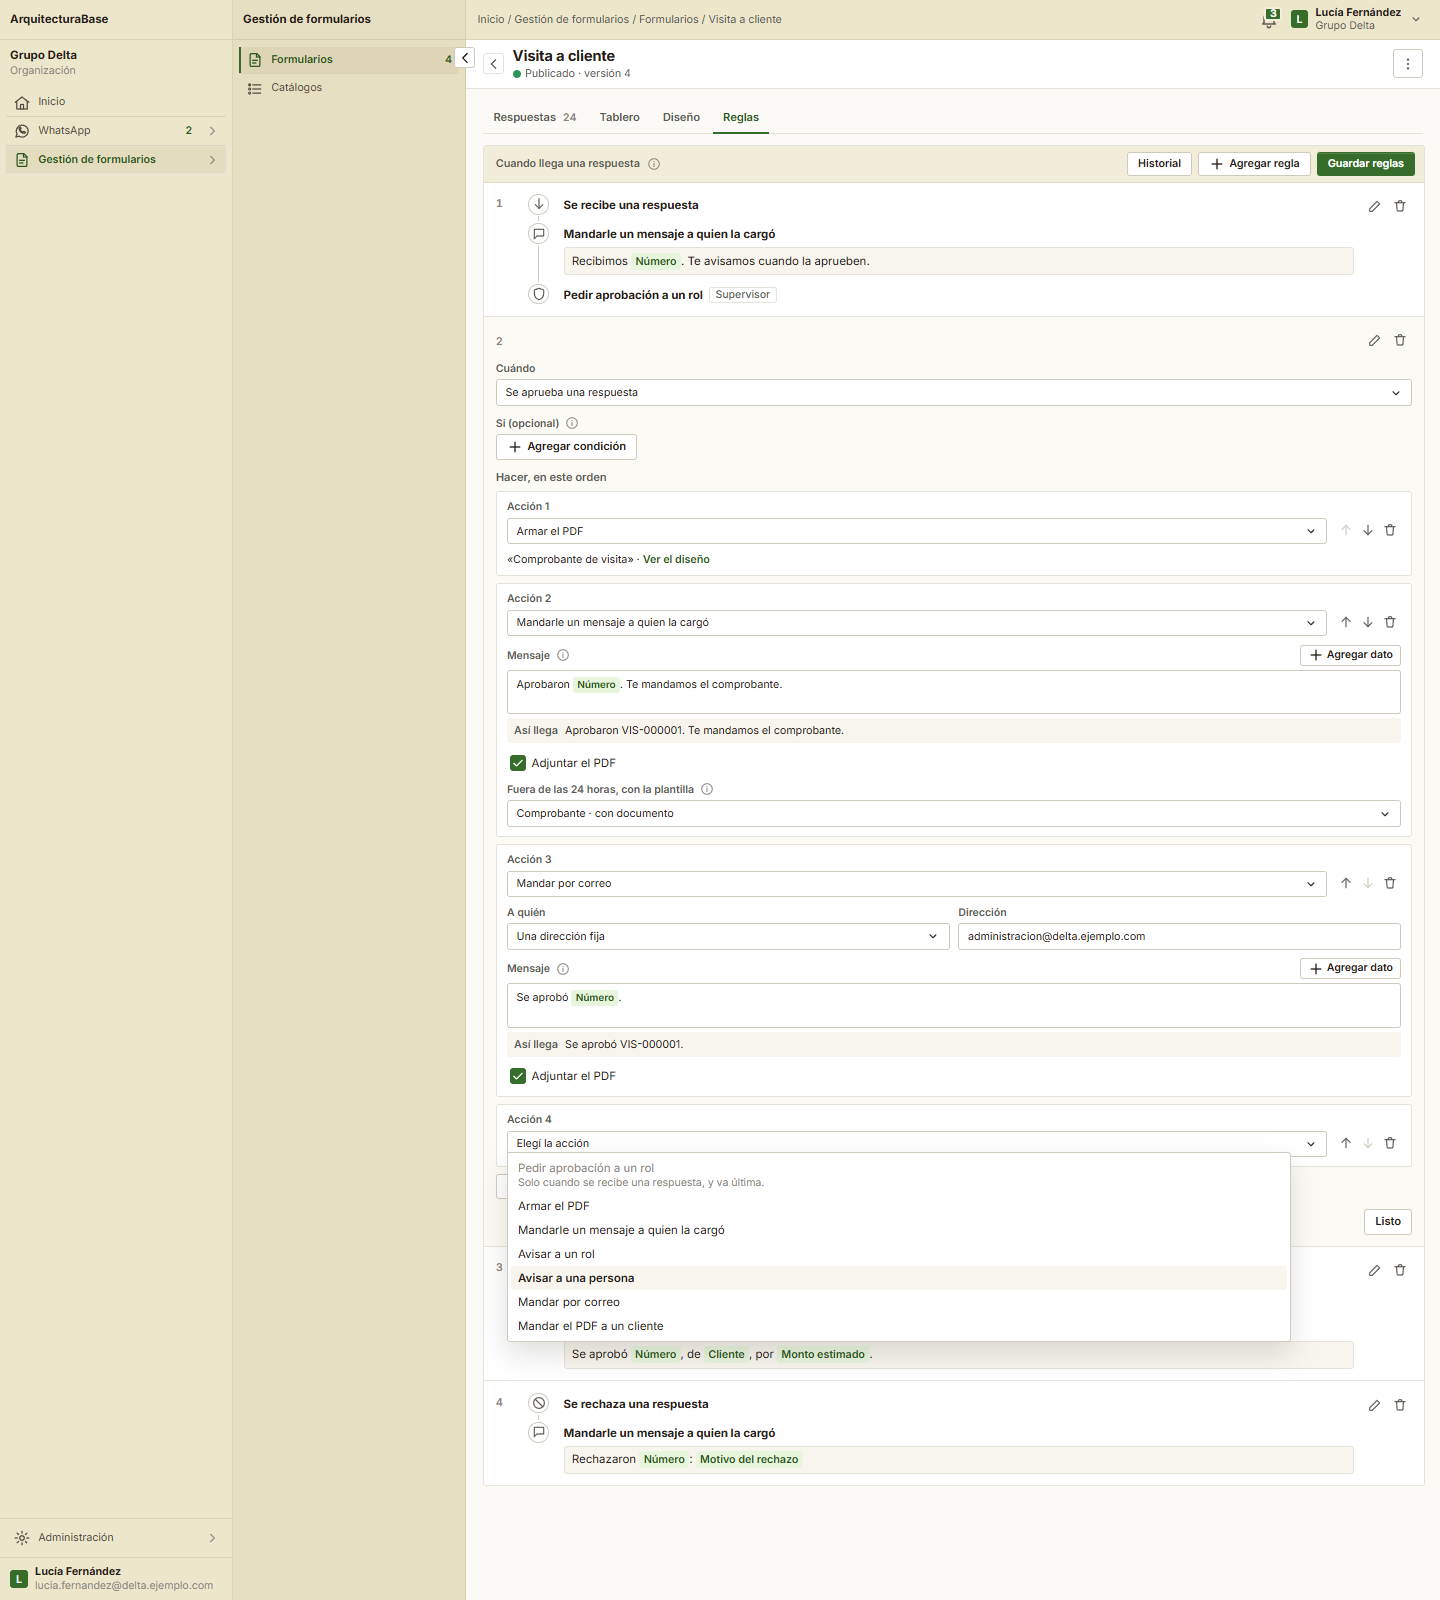 ArquitecturaBase
Grupo Delta
Organización
Inicio
WhatsApp 2
Gestión de formularios
Administración
L
Lucía Fernández
lucia.fernandez@delta.ejemplo.com
Gestión de formularios
Formularios 4
Catálogos
Inicio / Gestión de formularios / Formularios / Visita a cliente
3
L
Lucía Fernández
Grupo Delta
Visita a cliente
Publicado · versión 4
Respuestas 24 Tablero Diseño Reglas
Cuando llega una respuesta
Historial Agregar regla Guardar reglas
1
Se recibe una respuesta
Mandarle un mensaje a quien la cargó
Recibimos Número. Te avisamos cuando la aprueben.
Pedir aprobación a un rol Supervisor
2
Cuándo
Se aprueba una respuesta
Si (opcional)
Agregar condición
Hacer, en este orden
Acción 1
Armar el PDF
«Comprobante de visita» · Ver el diseño
Acción 2
Mandarle un mensaje a quien la cargó
Mensaje
Agregar dato
Aprobaron Número. Te mandamos el comprobante.
Así llega Aprobaron VIS-000001. Te mandamos el comprobante.
Adjuntar el PDF
Fuera de las 24 horas, con la plantilla
Comprobante · con documento
Acción 3
Mandar por correo
A quién Dirección
Una dirección fija administracion@delta.ejemplo.com
Mensaje
Agregar dato
Se aprobó Número.
Así llega Se aprobó VIS-000001.
Adjuntar el PDF
Acción 4
Elegí la acción
Pedir aprobación a un rol
Solo cuando se recibe una respuesta, y va última.
Armar el PDF
Mandarle un mensaje a quien la cargó
Avisar a un rol
Avisar a una persona
Mandar por correo
Mandar el PDF a un cliente
Listo
3
Se aprobó Número, de Cliente, por Monto estimado.
4
Se rechaza una respuesta
Mandarle un mensaje a quien la cargó
Rechazaron Número: Motivo del rechazo